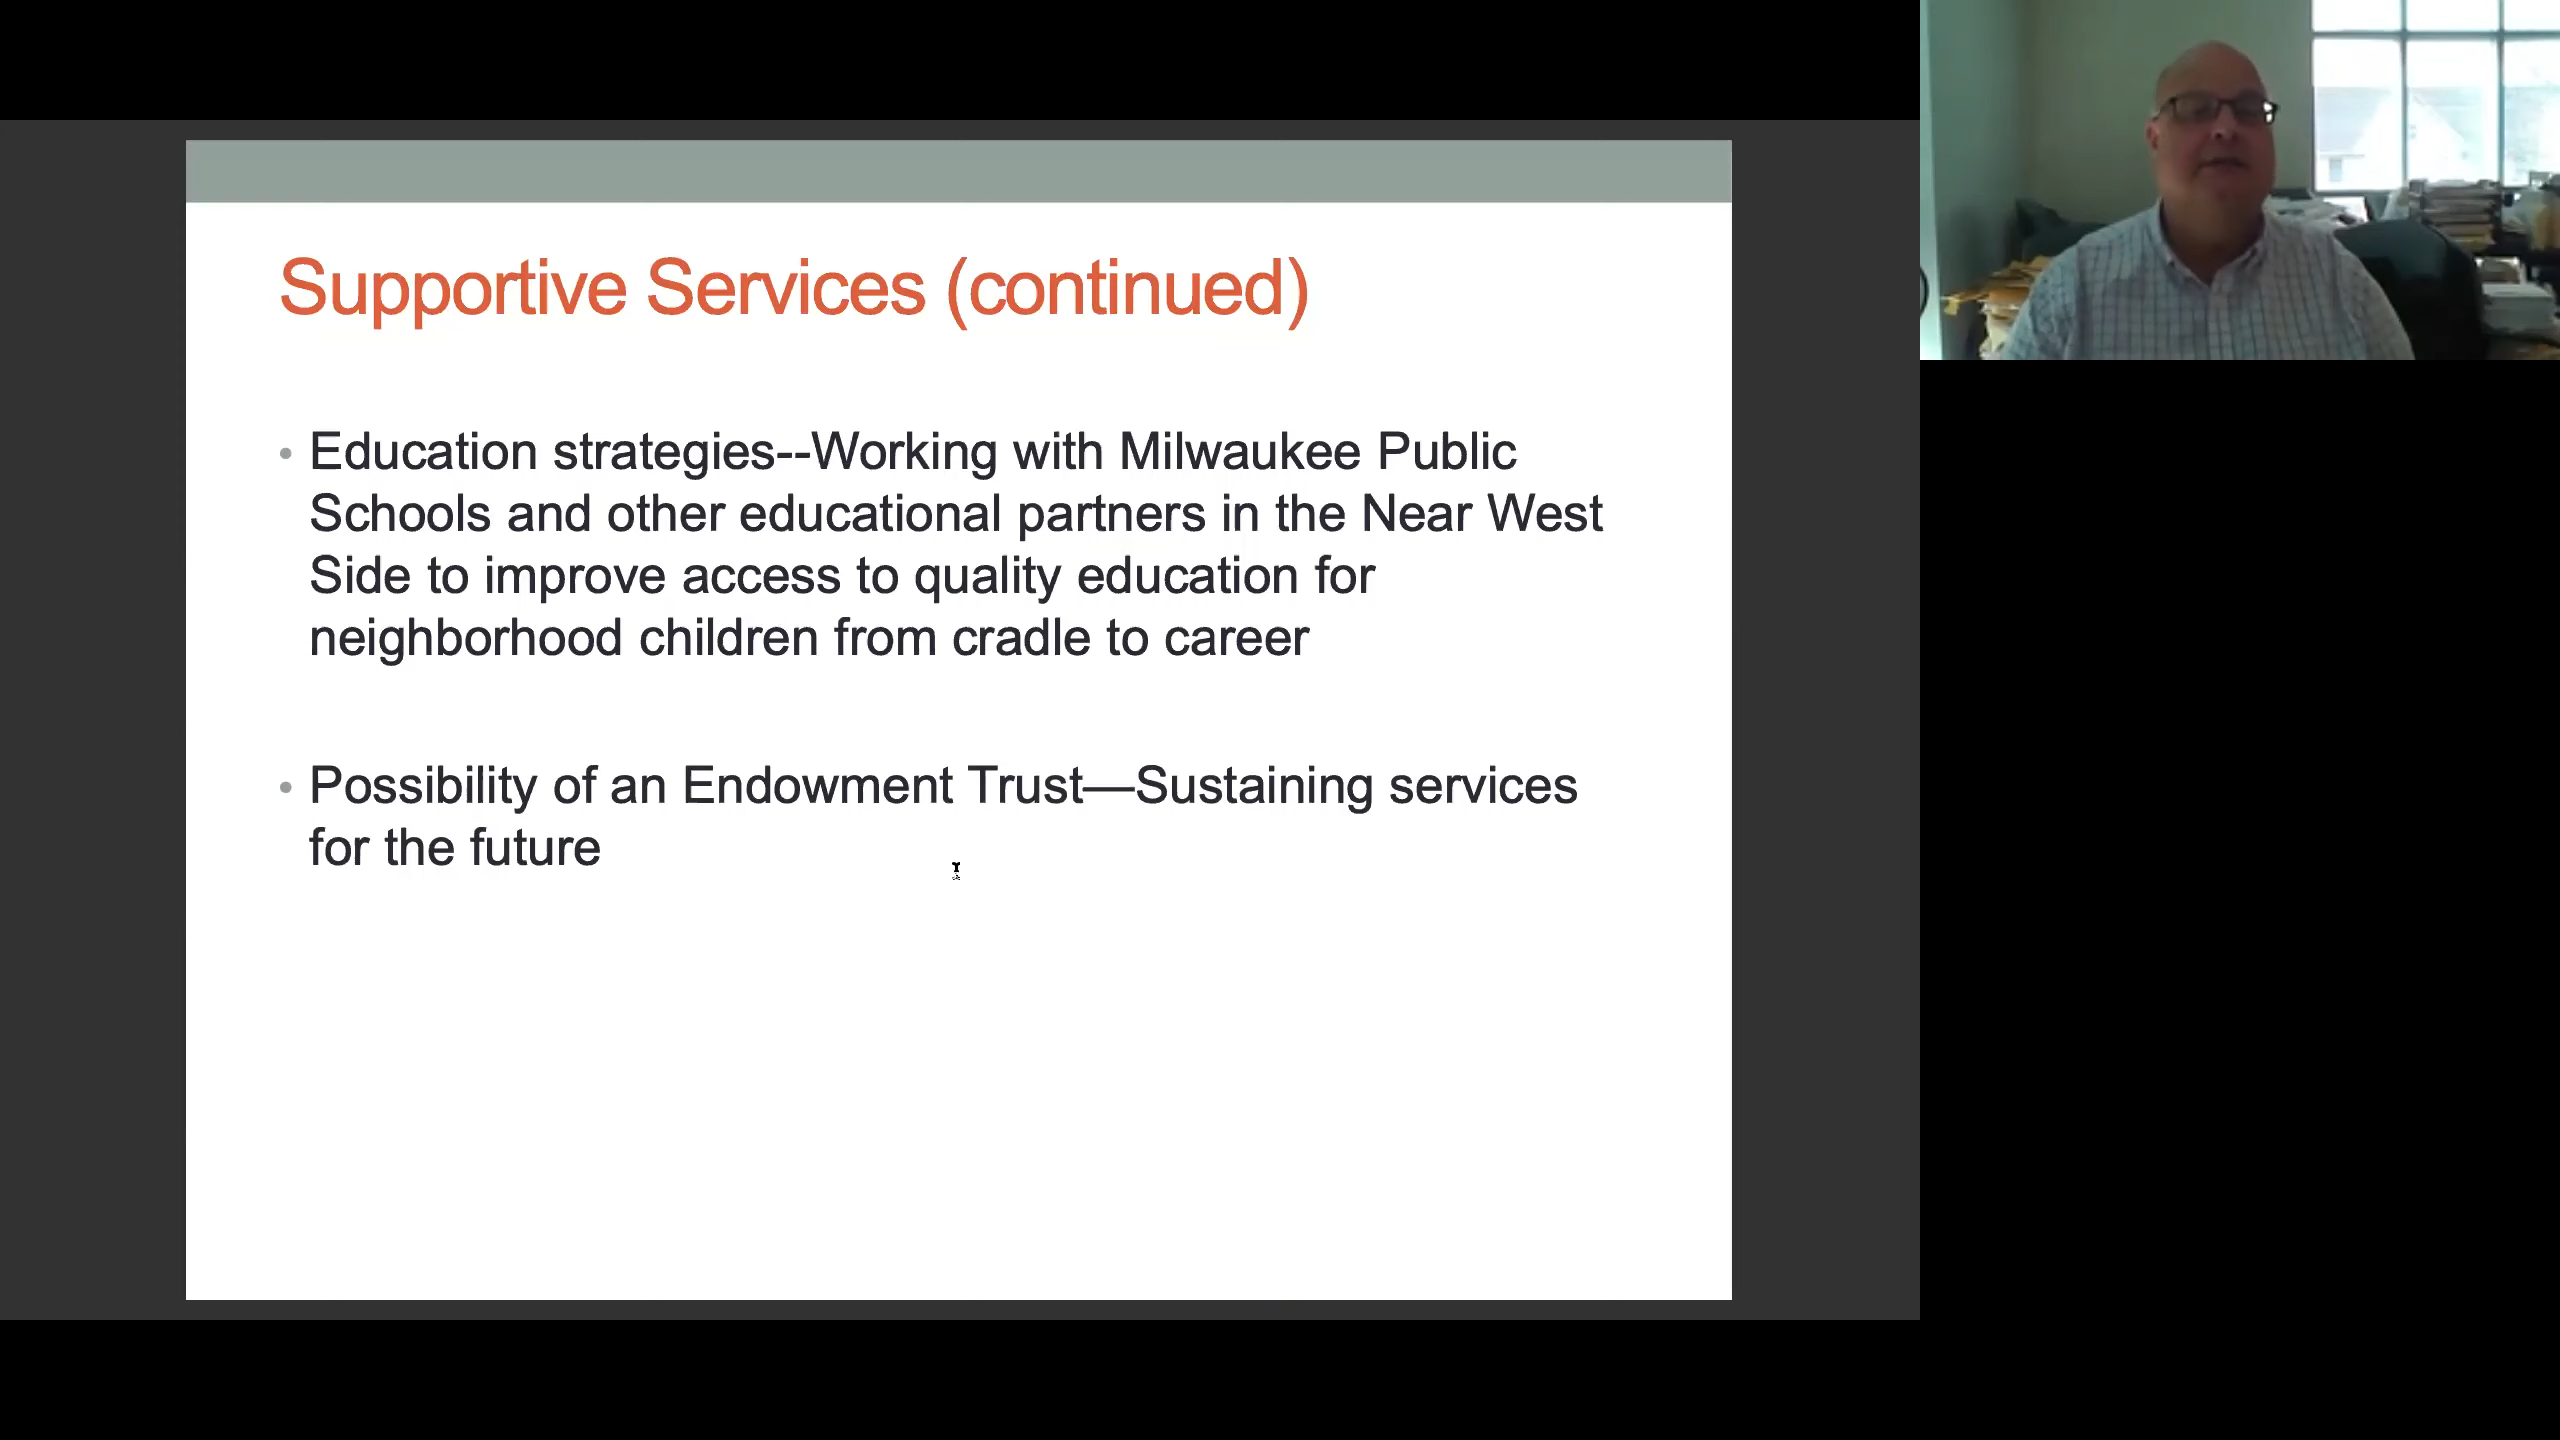 Supportive Services (continued)
• Education strategies--Working with Milwaukee Public
Schools and other educational partners in the Near West
Side to improve access to quality education for
neighborhood children from cradle to career
• Possibility of an Endowment Trust—Sustaining services
for the future